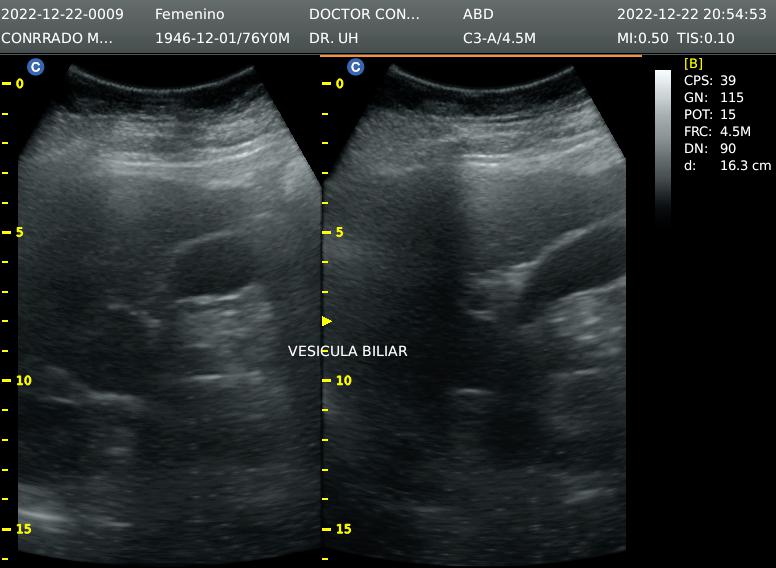 2022-12-22-0009 Femenino DOCTOR CON... ABD 2022-12-22 20:54:53
CONRRADO M... 1946-12-01/76Y0M DR. UH C3-A/4.5M MI:0.50 TIS:0.10
C C
[B]
CPS: 39
GN: 115
POT: 15
FRC: 4.5M
DN: 90
d: 16.3 cm
0 0
5 5
VESICULA BILIAR
10 10
15 15